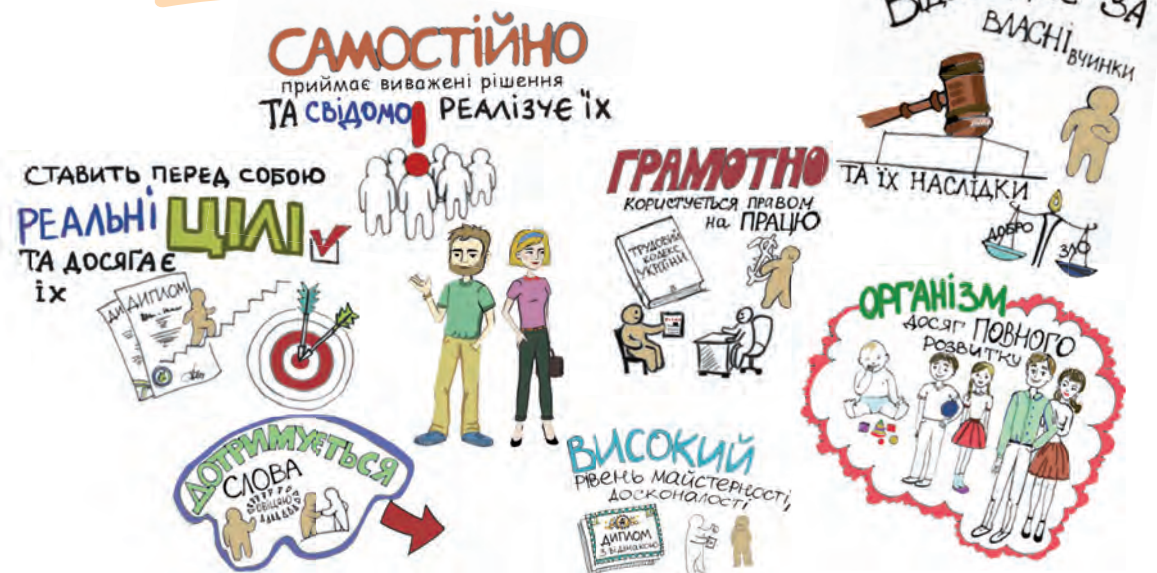 САМОСТІЙНО
приймає виважені рішення
ТА СВІДОМО РЕАЛІЗУЄ ЇХ
СТАВИТЬ ПЕРЕД СОБОЮ
РЕАЛЬНІ ЦІЛІ
ТА ДОСЯГАЄ
ЇХ
ДИПЛОМ
ГРАМОТНО
КОРИСТУЄТЬСЯ ПРАВОМ
на ПРАЦЮ
ТРУДОВИЙ
КОДЕКС
УКРАЇНИ
ЗА
ВЛАСНІ ВЧИНКИ
ТА ЇХ НАСЛІДКИ
ДОБРО
ЗЛО
ОРГАНІЗМ
ДОСЯГ ПОВНОГО
РОЗВИТКУ
ДОТРИМУЄТЬСЯ
СЛОВА
ОБІЦЯЮ
ВИСОКИЙ
РІВЕНЬ МАЙСТЕРНОСТІ,
ДОСКОНАЛОСТІ
ДИПЛОМ
З ВІДЗНАКОЮ